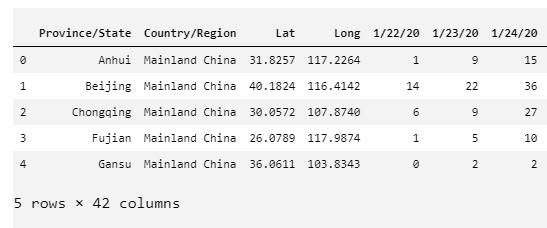 Province/State Country/Region Lat Long 1/22/20 1/23/20 1/24/20
0 Anhui Mainland China 31.8257 117.2264 1 9 15
1 Beijing Mainland China 40.1824 116.4142 14 22 36
2 Chongqing Mainland China 30.0572 107.8740 6 9 27
3 Fujian Mainland China 26.0789 117.9874 1 5 10
4 Gansu Mainland China 36.0611 103.8343 0 2 2
5 rows × 42 columns